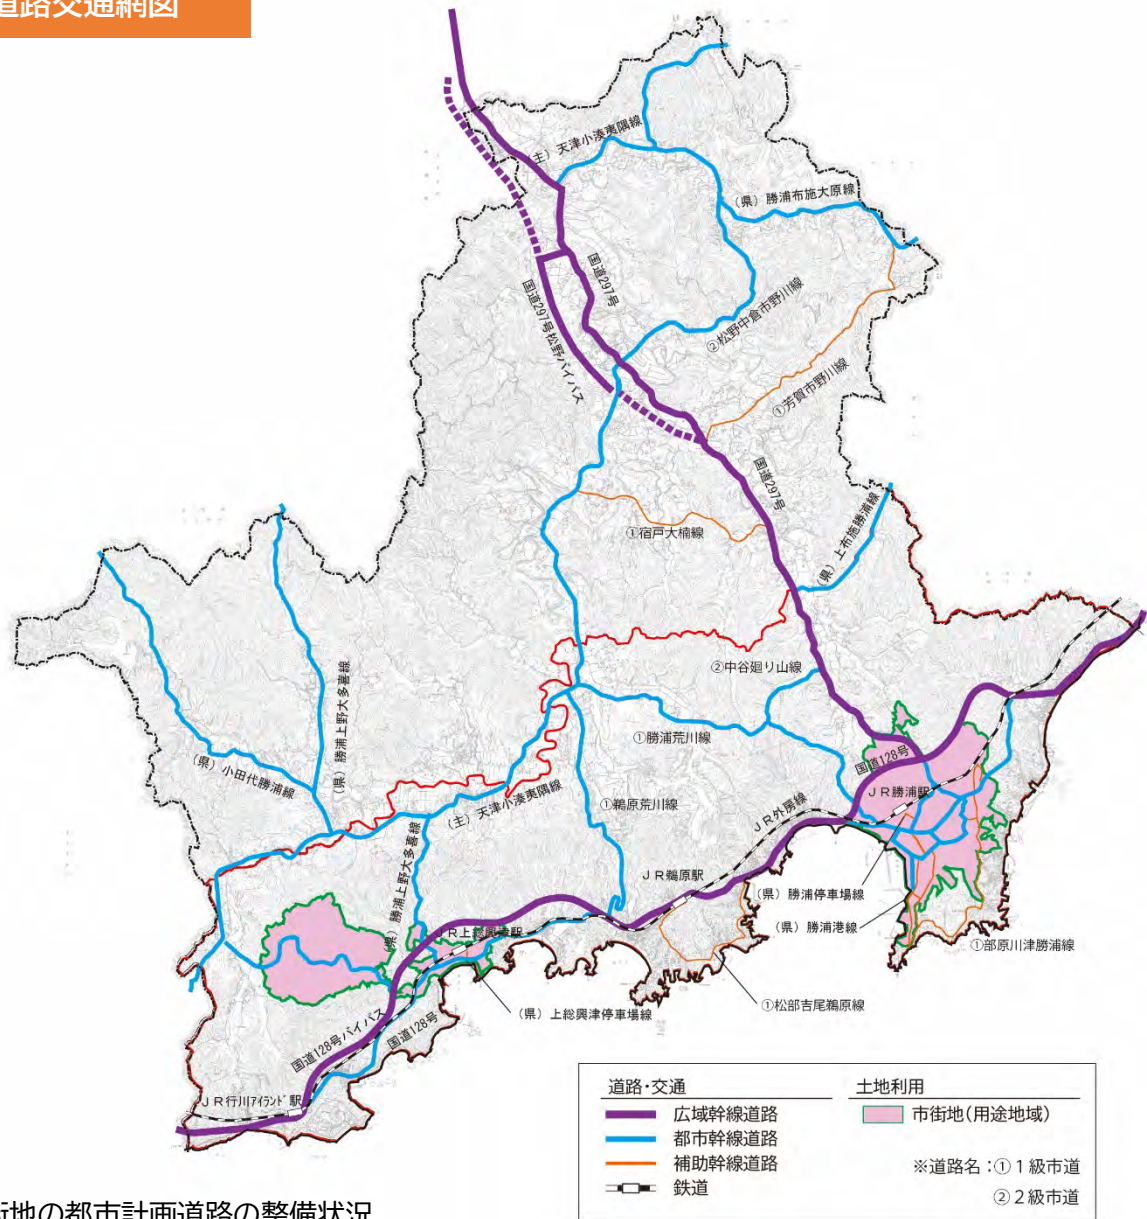 道路交通網図
(主)天津小湊夷隅線
(県)勝浦布施大原線
国道297号
国道297号松野バイパス
②松野中倉市野川線
①芳賀市野川線
国道297号
①宿戸大楠線
(県)上布施勝浦線
②中谷廻り山線
①勝浦荒川線
(県)勝浦上野大多喜線
(県)小田代勝浦線
(主)天津小湊夷隅線
①鵜原荒川線
国道128号
JR勝浦駅
JR外房線
(県)勝浦上野大多喜線
JR鵜原駅
(県)勝浦停車場線
(県)勝浦港線
JR上総興津駅
①部原川津勝浦線
①松部吉尾鵜原線
(県)上総興津停車場線
国道128号バイパス
国道128号
JR行川アイランド駅
道路・交通
広域幹線道路
都市幹線道路
補助幹線道路
鉄道
土地利用
市街地(用途地域)
※道路名:①1級市道
②2級市道
街地の都市計画道路の整備状況